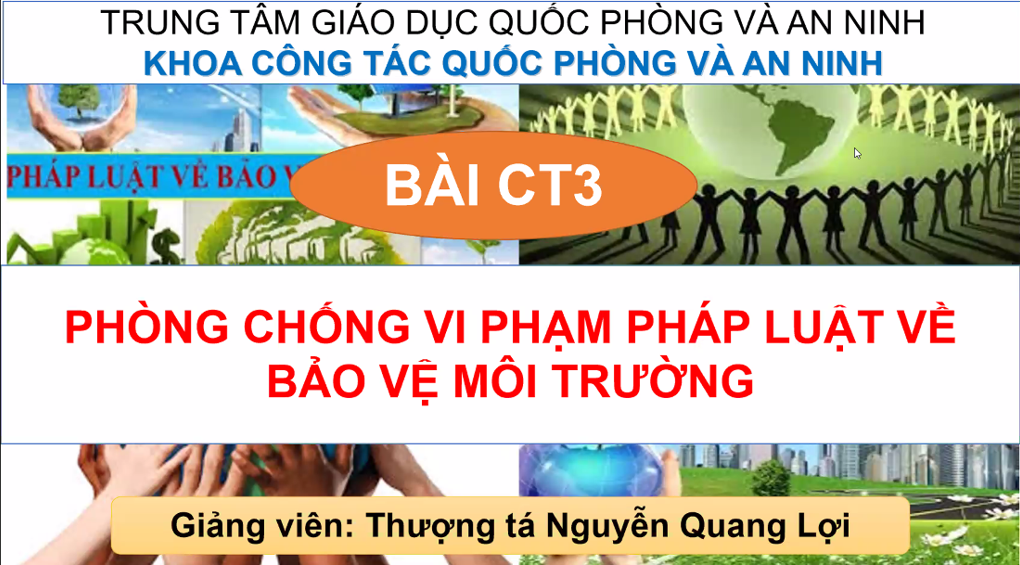 TRUNG TÂM GIÁO DỤC QUỐC PHÒNG VÀ AN NINH
KHOA CÔNG TÁC QUỐC PHÒNG VÀ AN NINH
PHÁP LUẬT VỀ BẢO
BÀI CT3
PHÒNG CHỐNG VI PHẠM PHÁP LUẬT VỀ
BẢO VỆ MÔI TRƯỜNG
Giảng viên: Thượng tá Nguyễn Quang Lợi